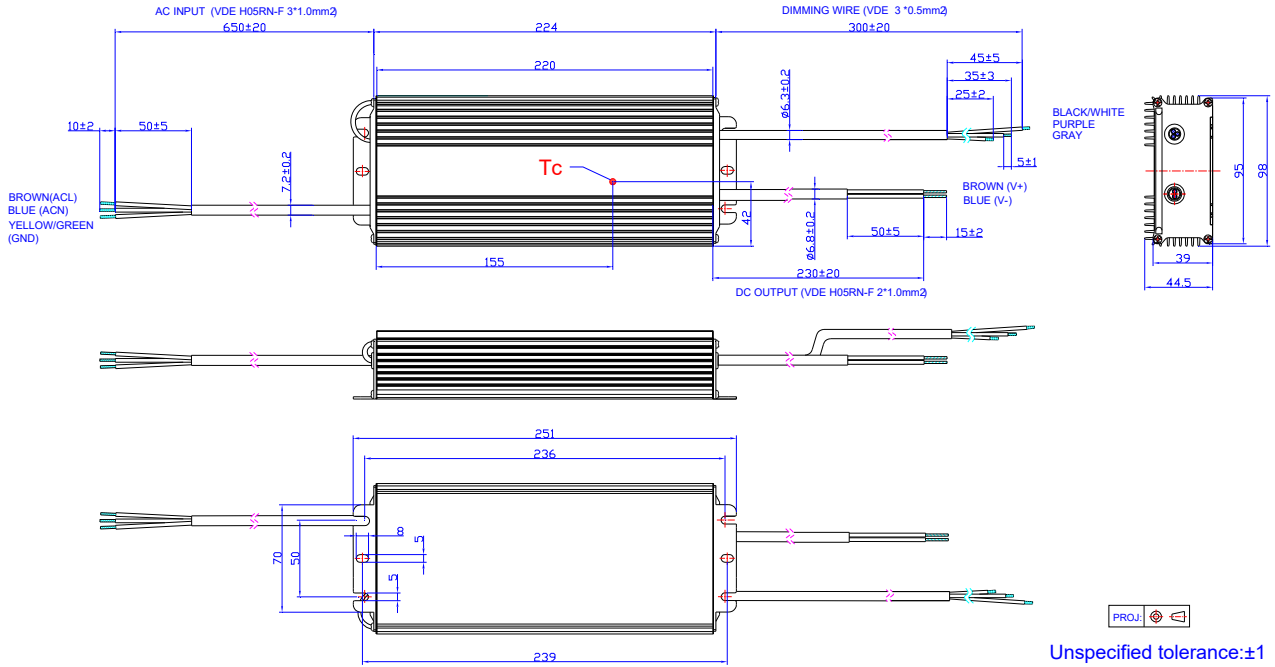 AC INPUT (VDE H05RN-F 3*1.0mm2)
DIMMING WIRE (VDE 3 *0.5mm2)
650±20
224
300±20
220
45±5
35±3
25±2
10±2
50±5
7.2±0.2
ø6.3±0.2
5±1
BLACK/WHITE
PURPLE
GRAY
Tc
BROWN(ACL)
BLUE (ACN)
YELLOW/GREEN
(GND)
BROWN (V+)
BLUE (V-)
42
155
ø6.8±0.2
50±5
15±2
230±20
DC OUTPUT (VDE H05RN-F 2*1.0mm2)
95
98
39
44.5
251
236
8
5
70
50
5
239
PROJ:
Unspecified tolerance:±1